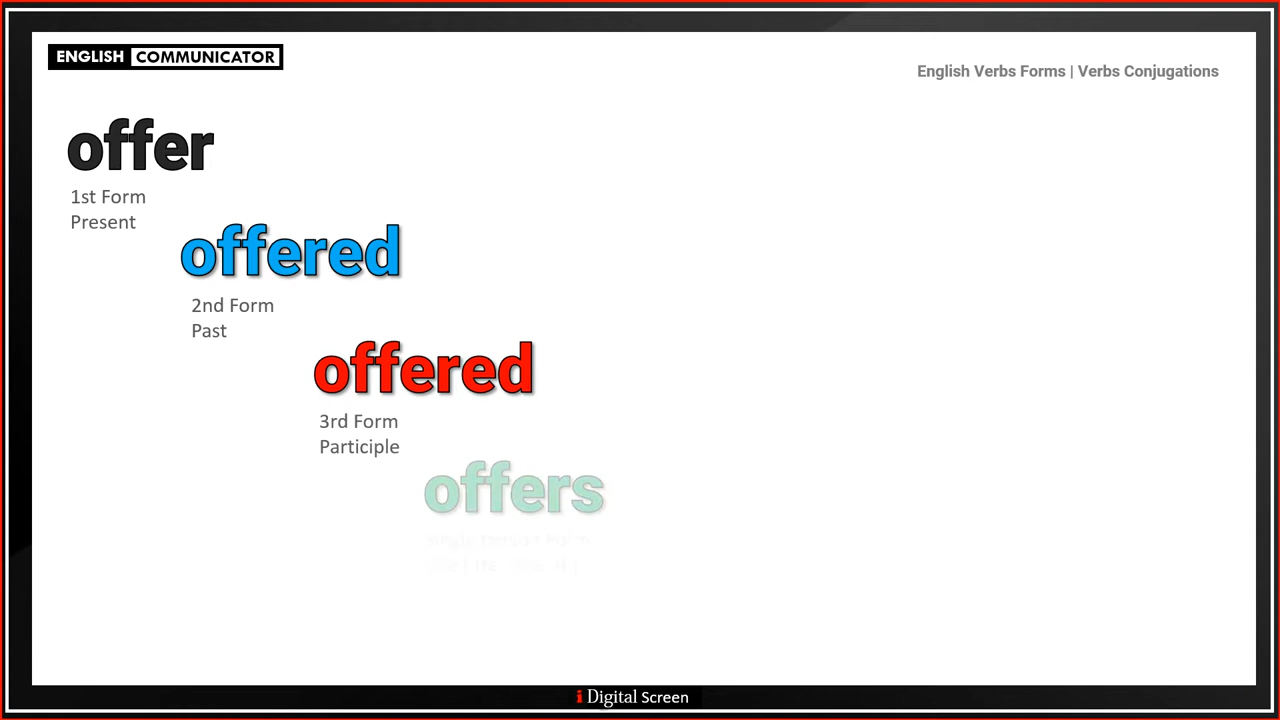 ENGLISH COMMUNICATOR
English Verbs Forms | Verbs Conjugations
offer
1st Form
Present
offered
2nd Form
Past
offered
3rd Form
Participle
offers
i Digital Screen